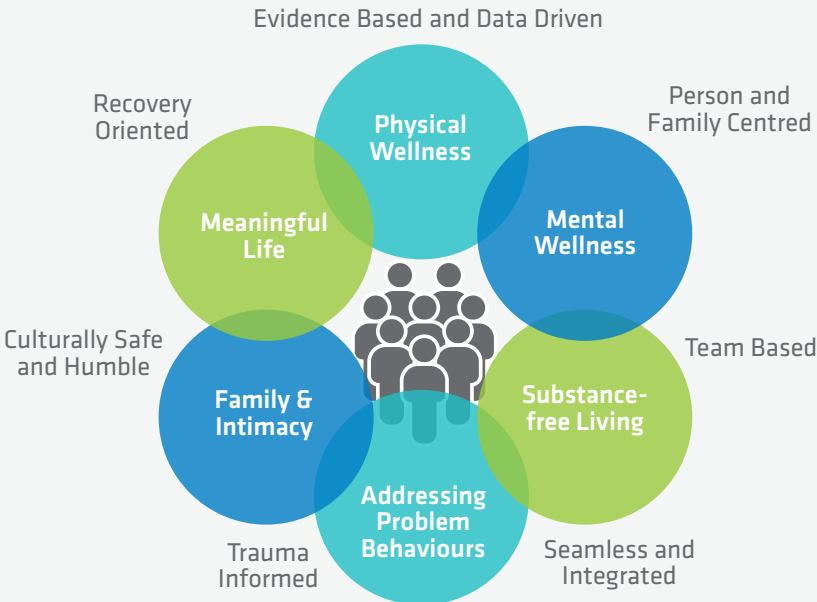 Evidence Based and Data Driven
Recovery
Oriented
Physical
Wellness
Person and
Family Centred
Meaningful
Life
Mental
Wellness
Culturally Safe
and Humble
Team Based
Family &
Intimacy
Substance-
free Living
Addressing
Problem
Behaviours
Trauma
Informed
Seamless and
Integrated